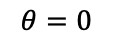 θ = 0